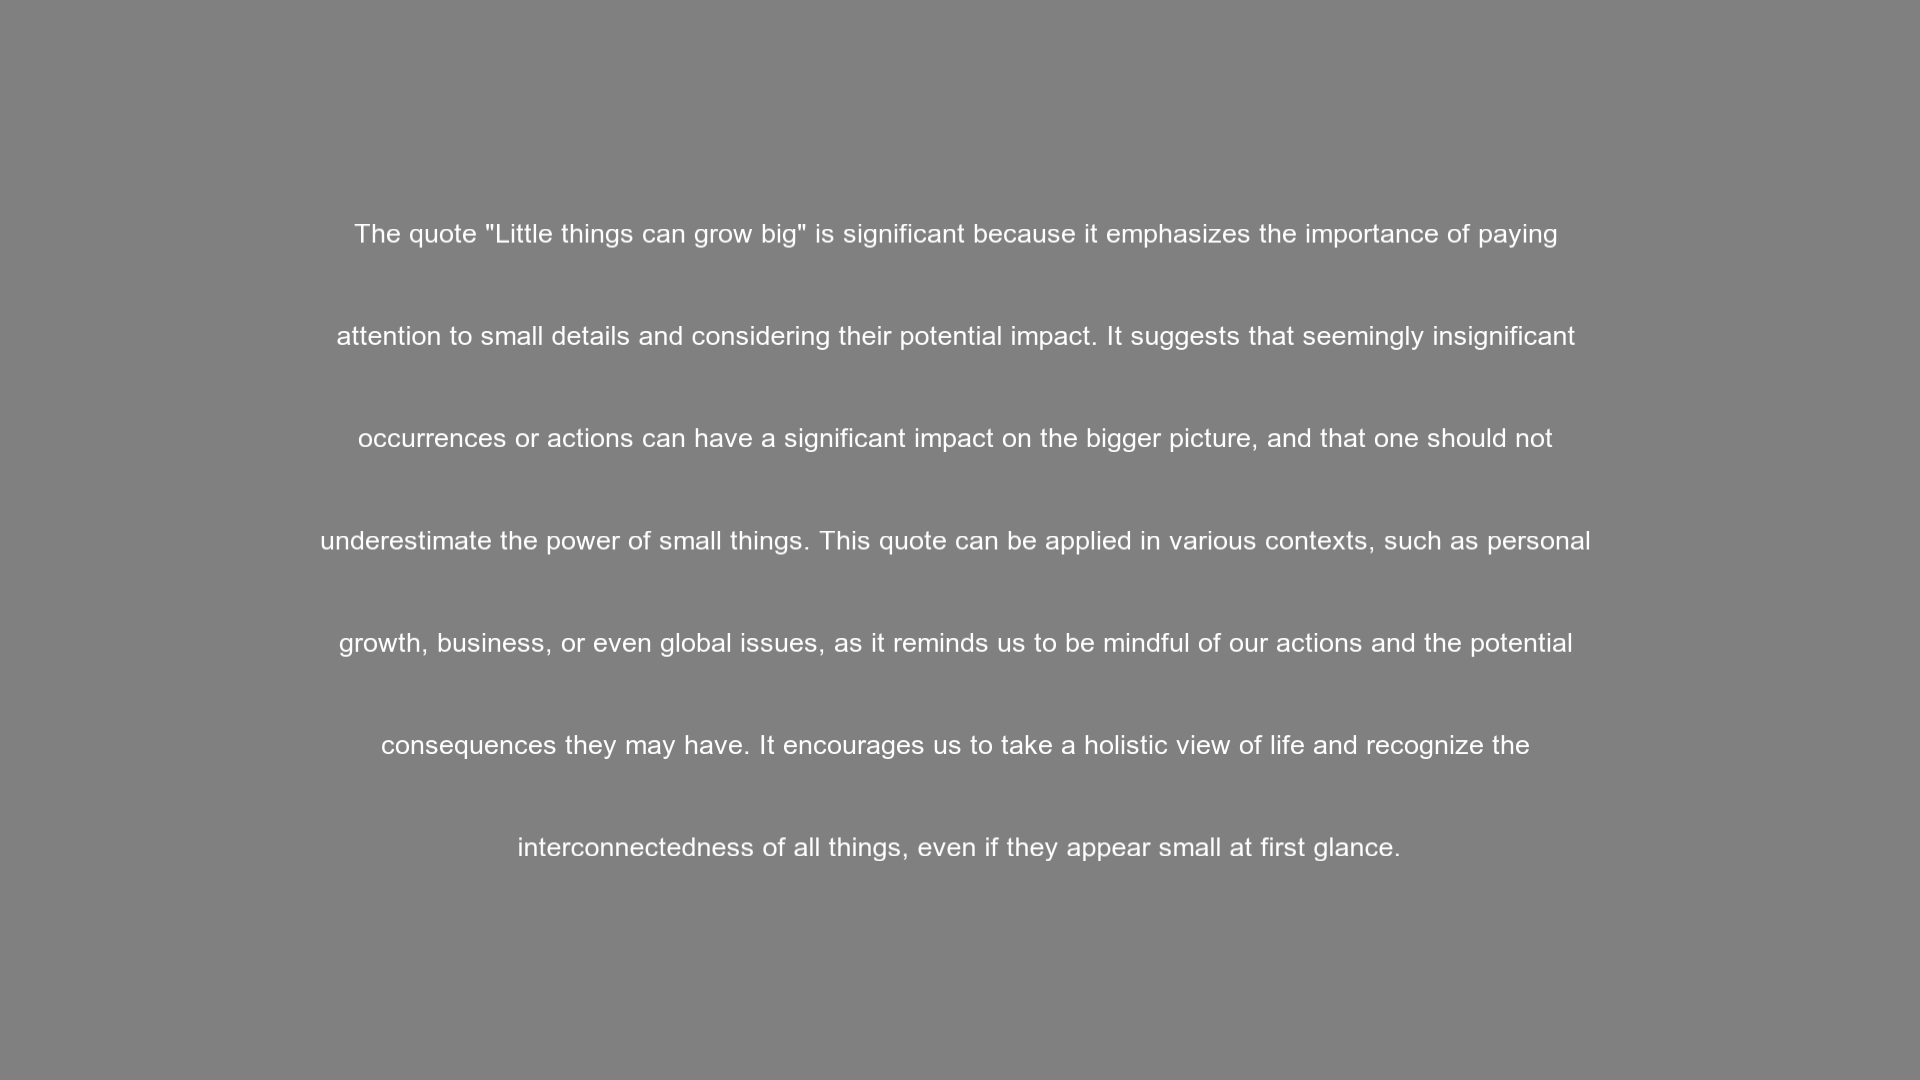 The quote "Little things can grow big" is significant because it emphasizes the importance of paying
attention to small details and considering their potential impact. It suggests that seemingly insignificant
occurrences or actions can have a significant impact on the bigger picture, and that one should not
underestimate the power of small things. This quote can be applied in various contexts, such as personal
growth, business, or even global issues, as it reminds us to be mindful of our actions and the potential
consequences they may have. It encourages us to take a holistic view of life and recognize the
interconnectedness of all things, even if they appear small at first glance.